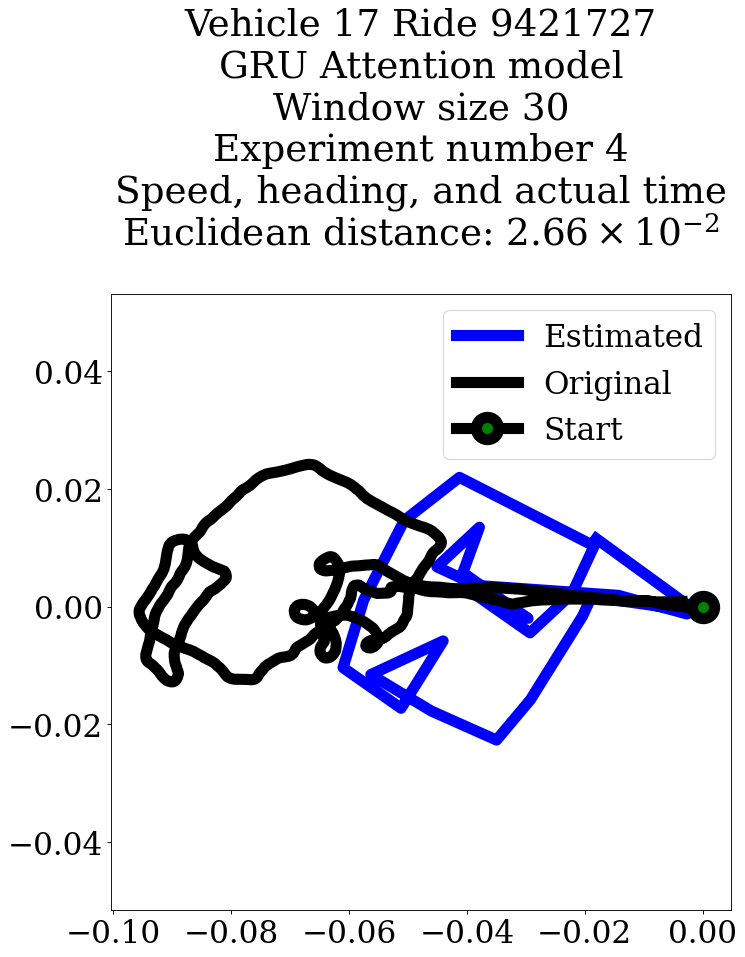 Vehicle 17 Ride 9421727
GRU Attention model
Window size 30
Experiment number 4
Speed, heading, and actual time
Euclidean distance: 2.66 × 10⁻²
Estimated
Original
Start
0.04
0.02
0.00
−0.02
−0.04
−0.10 −0.08 −0.06 −0.04 −0.02 0.00